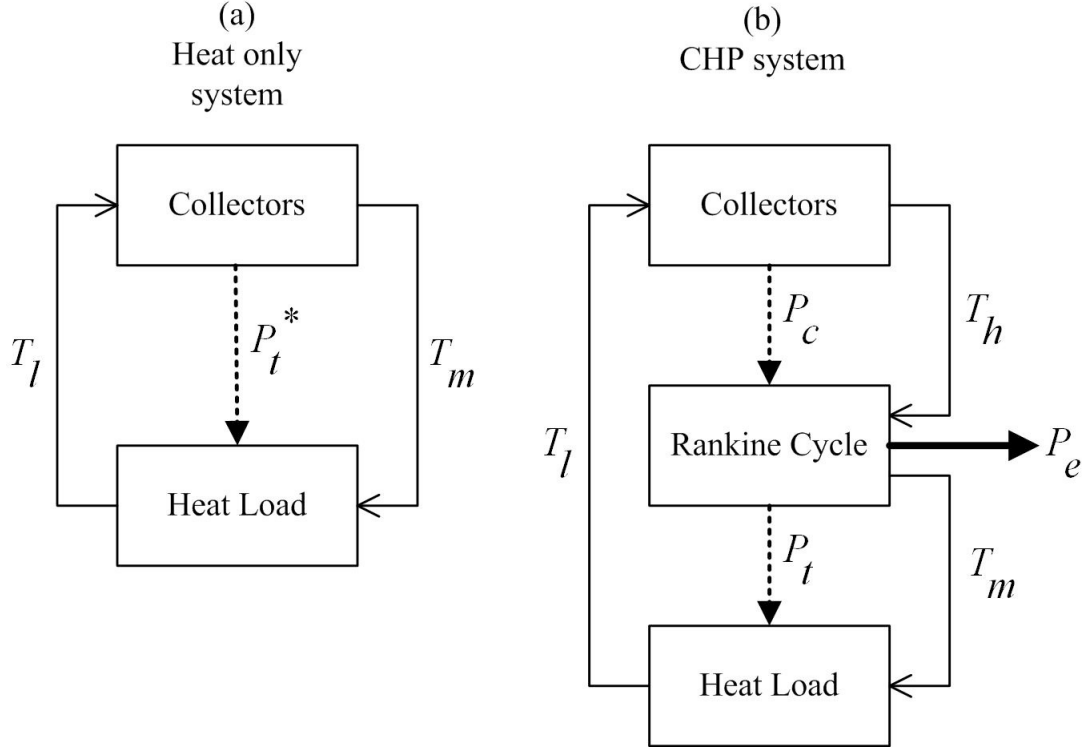 (a)
Heat only
system
Collectors
T_l
P_t^*
T_m
Heat Load
(b)
CHP system
Collectors
P_c
T_h
Rankine Cycle
P_e
T_l
P_t
T_m
Heat Load